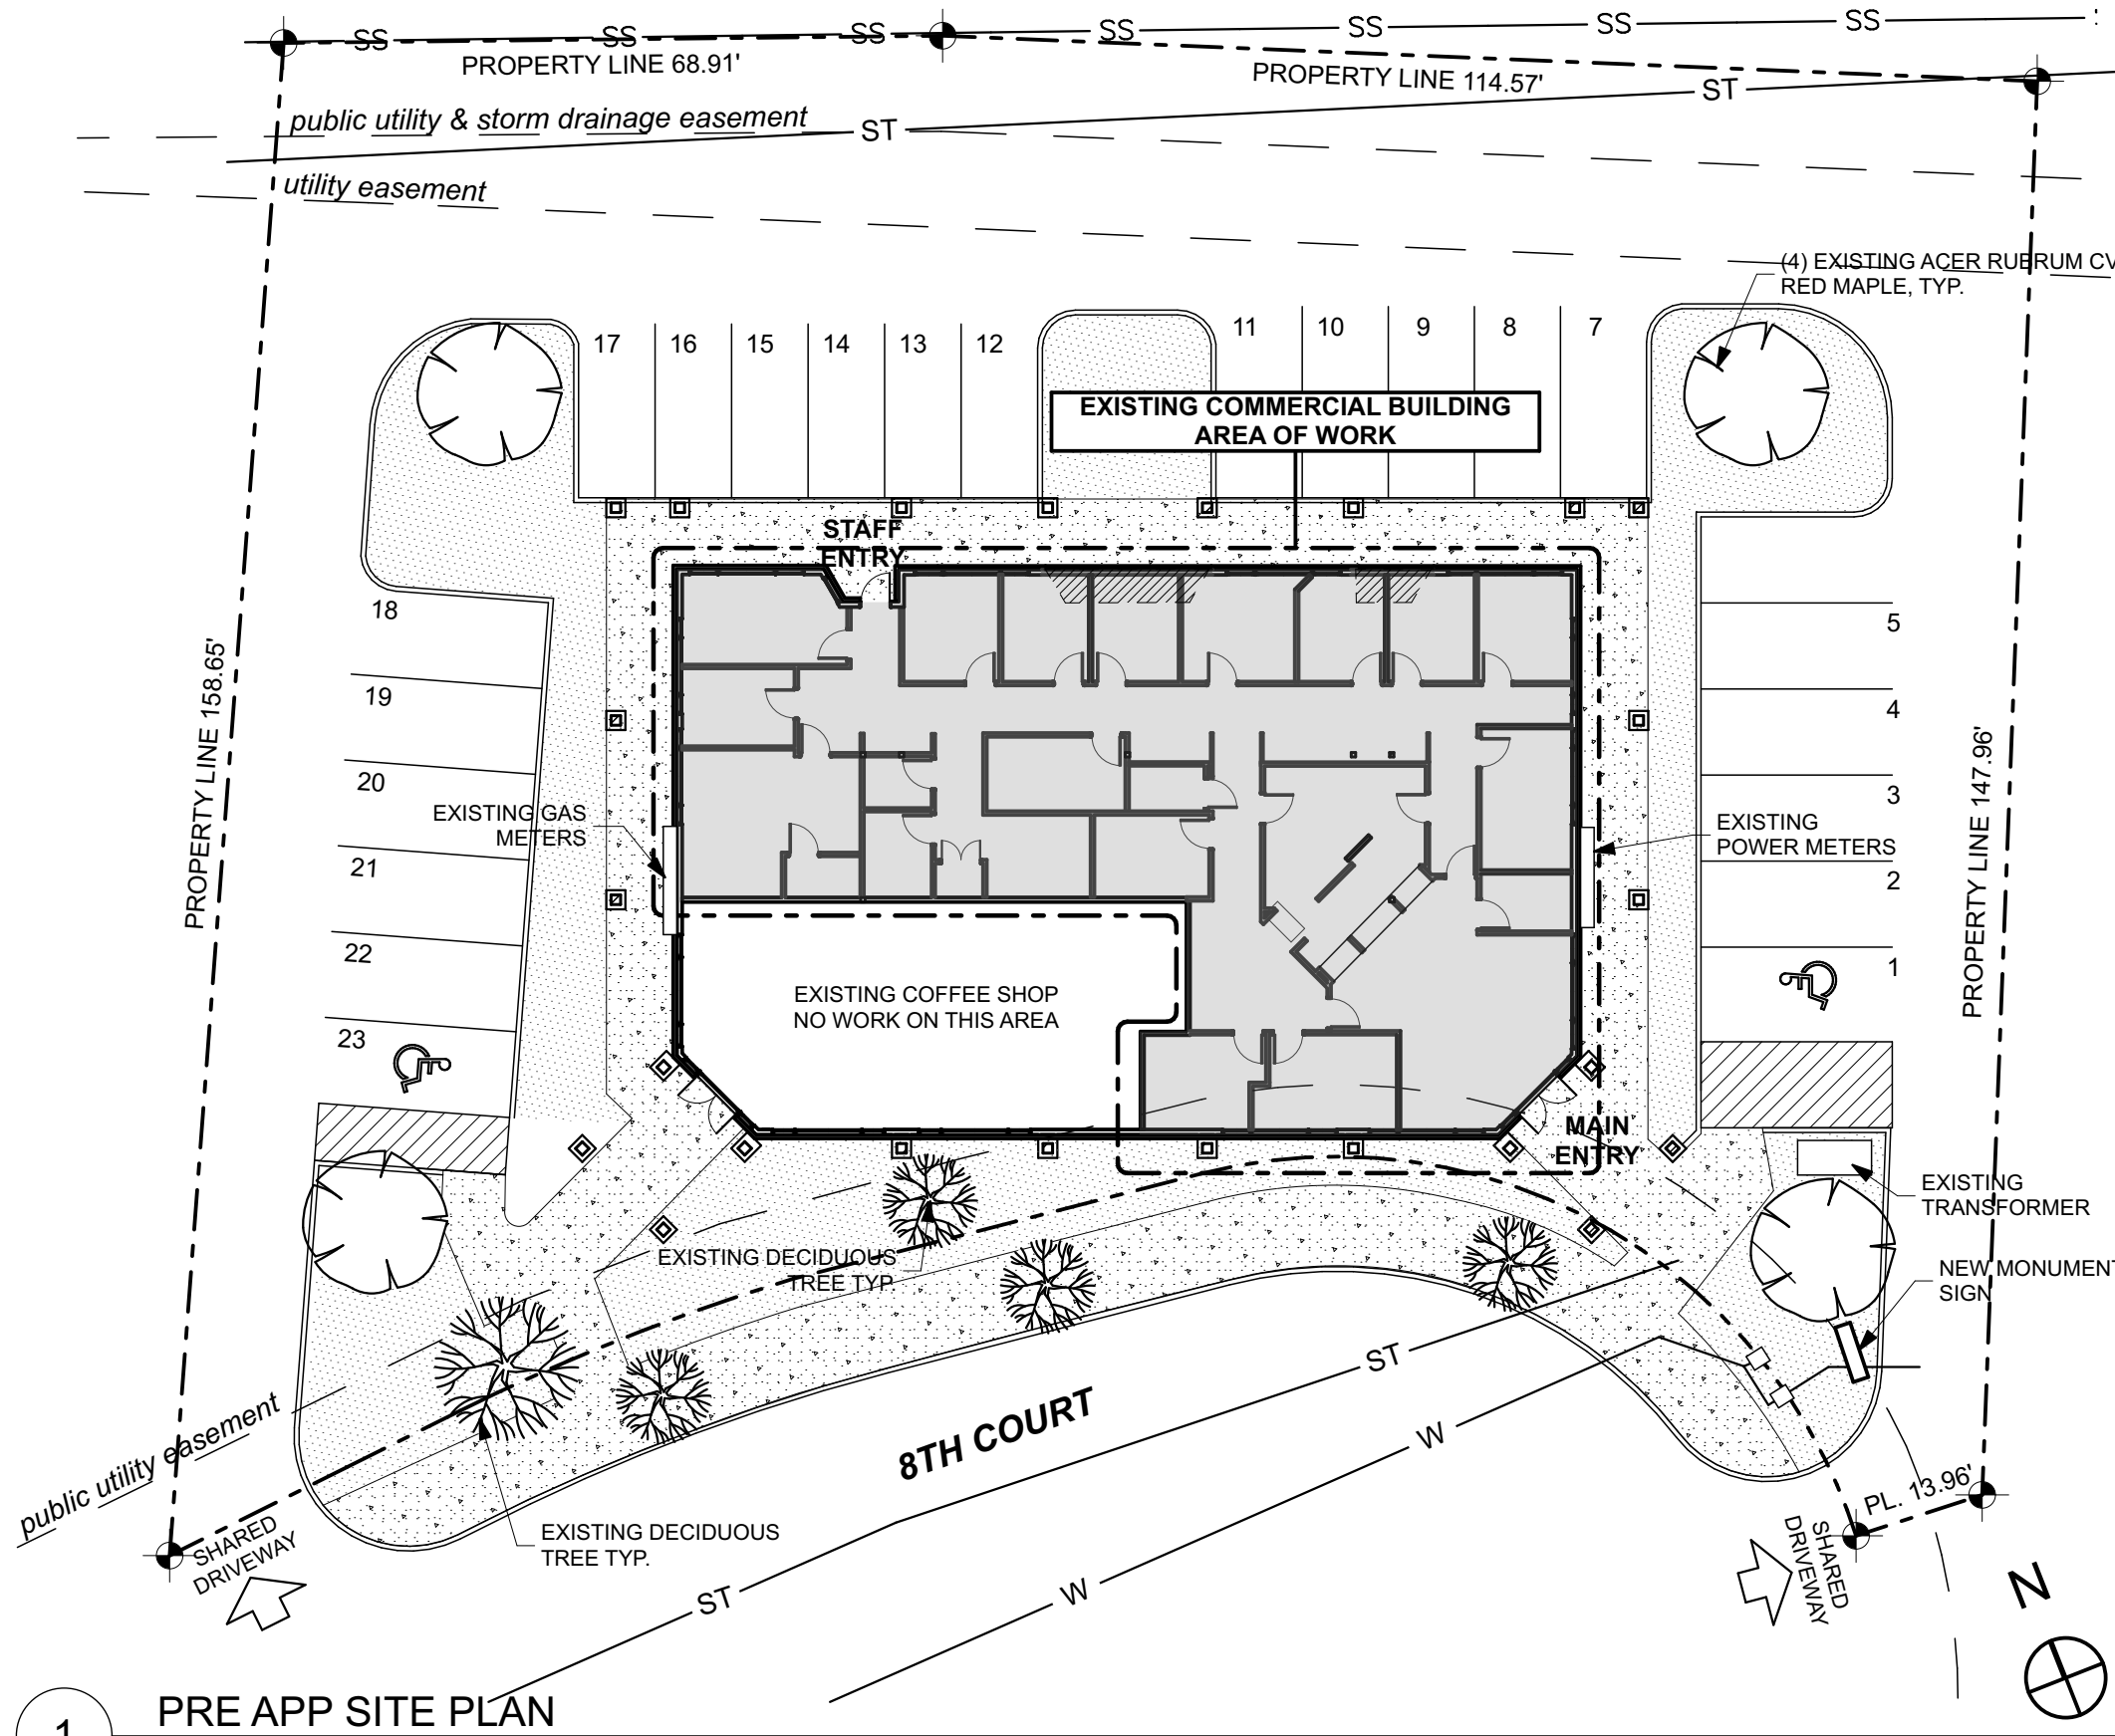 SS SS SS SS SS SS SS
PROPERTY LINE 68.91'
PROPERTY LINE 114.57'
ST
public utility & storm drainage easement
ST
utility easement
(4) EXISTING ACER RUBRUM
RED MAPLE, TYP.
17 16 15 14 13 12 11 10 9 8 7
EXISTING COMMERCIAL BUILDING
AREA OF WORK
STAFF
ENTRY
18
19
20
21
22
23
5
4
3
2
1
PROPERTY LINE 158.65'
PROPERTY LINE 147.96'
EXISTING GAS
METERS
EXISTING
POWER METERS
EXISTING COFFEE SHOP
NO WORK ON THIS AREA
MAIN
ENTRY
EXISTING
TRANSFORMER
EXISTING DECIDUOUS
TREE TYP.
NEW MONUMENT
SIGN
ST
8TH COURT
W
public utility easement
PL. 13.96'
SHARED
DRIVEWAY
EXISTING DECIDUOUS
TREE TYP.
SHARED
DRIVEWAY
ST
W
N
1
PRE APP SITE PLAN